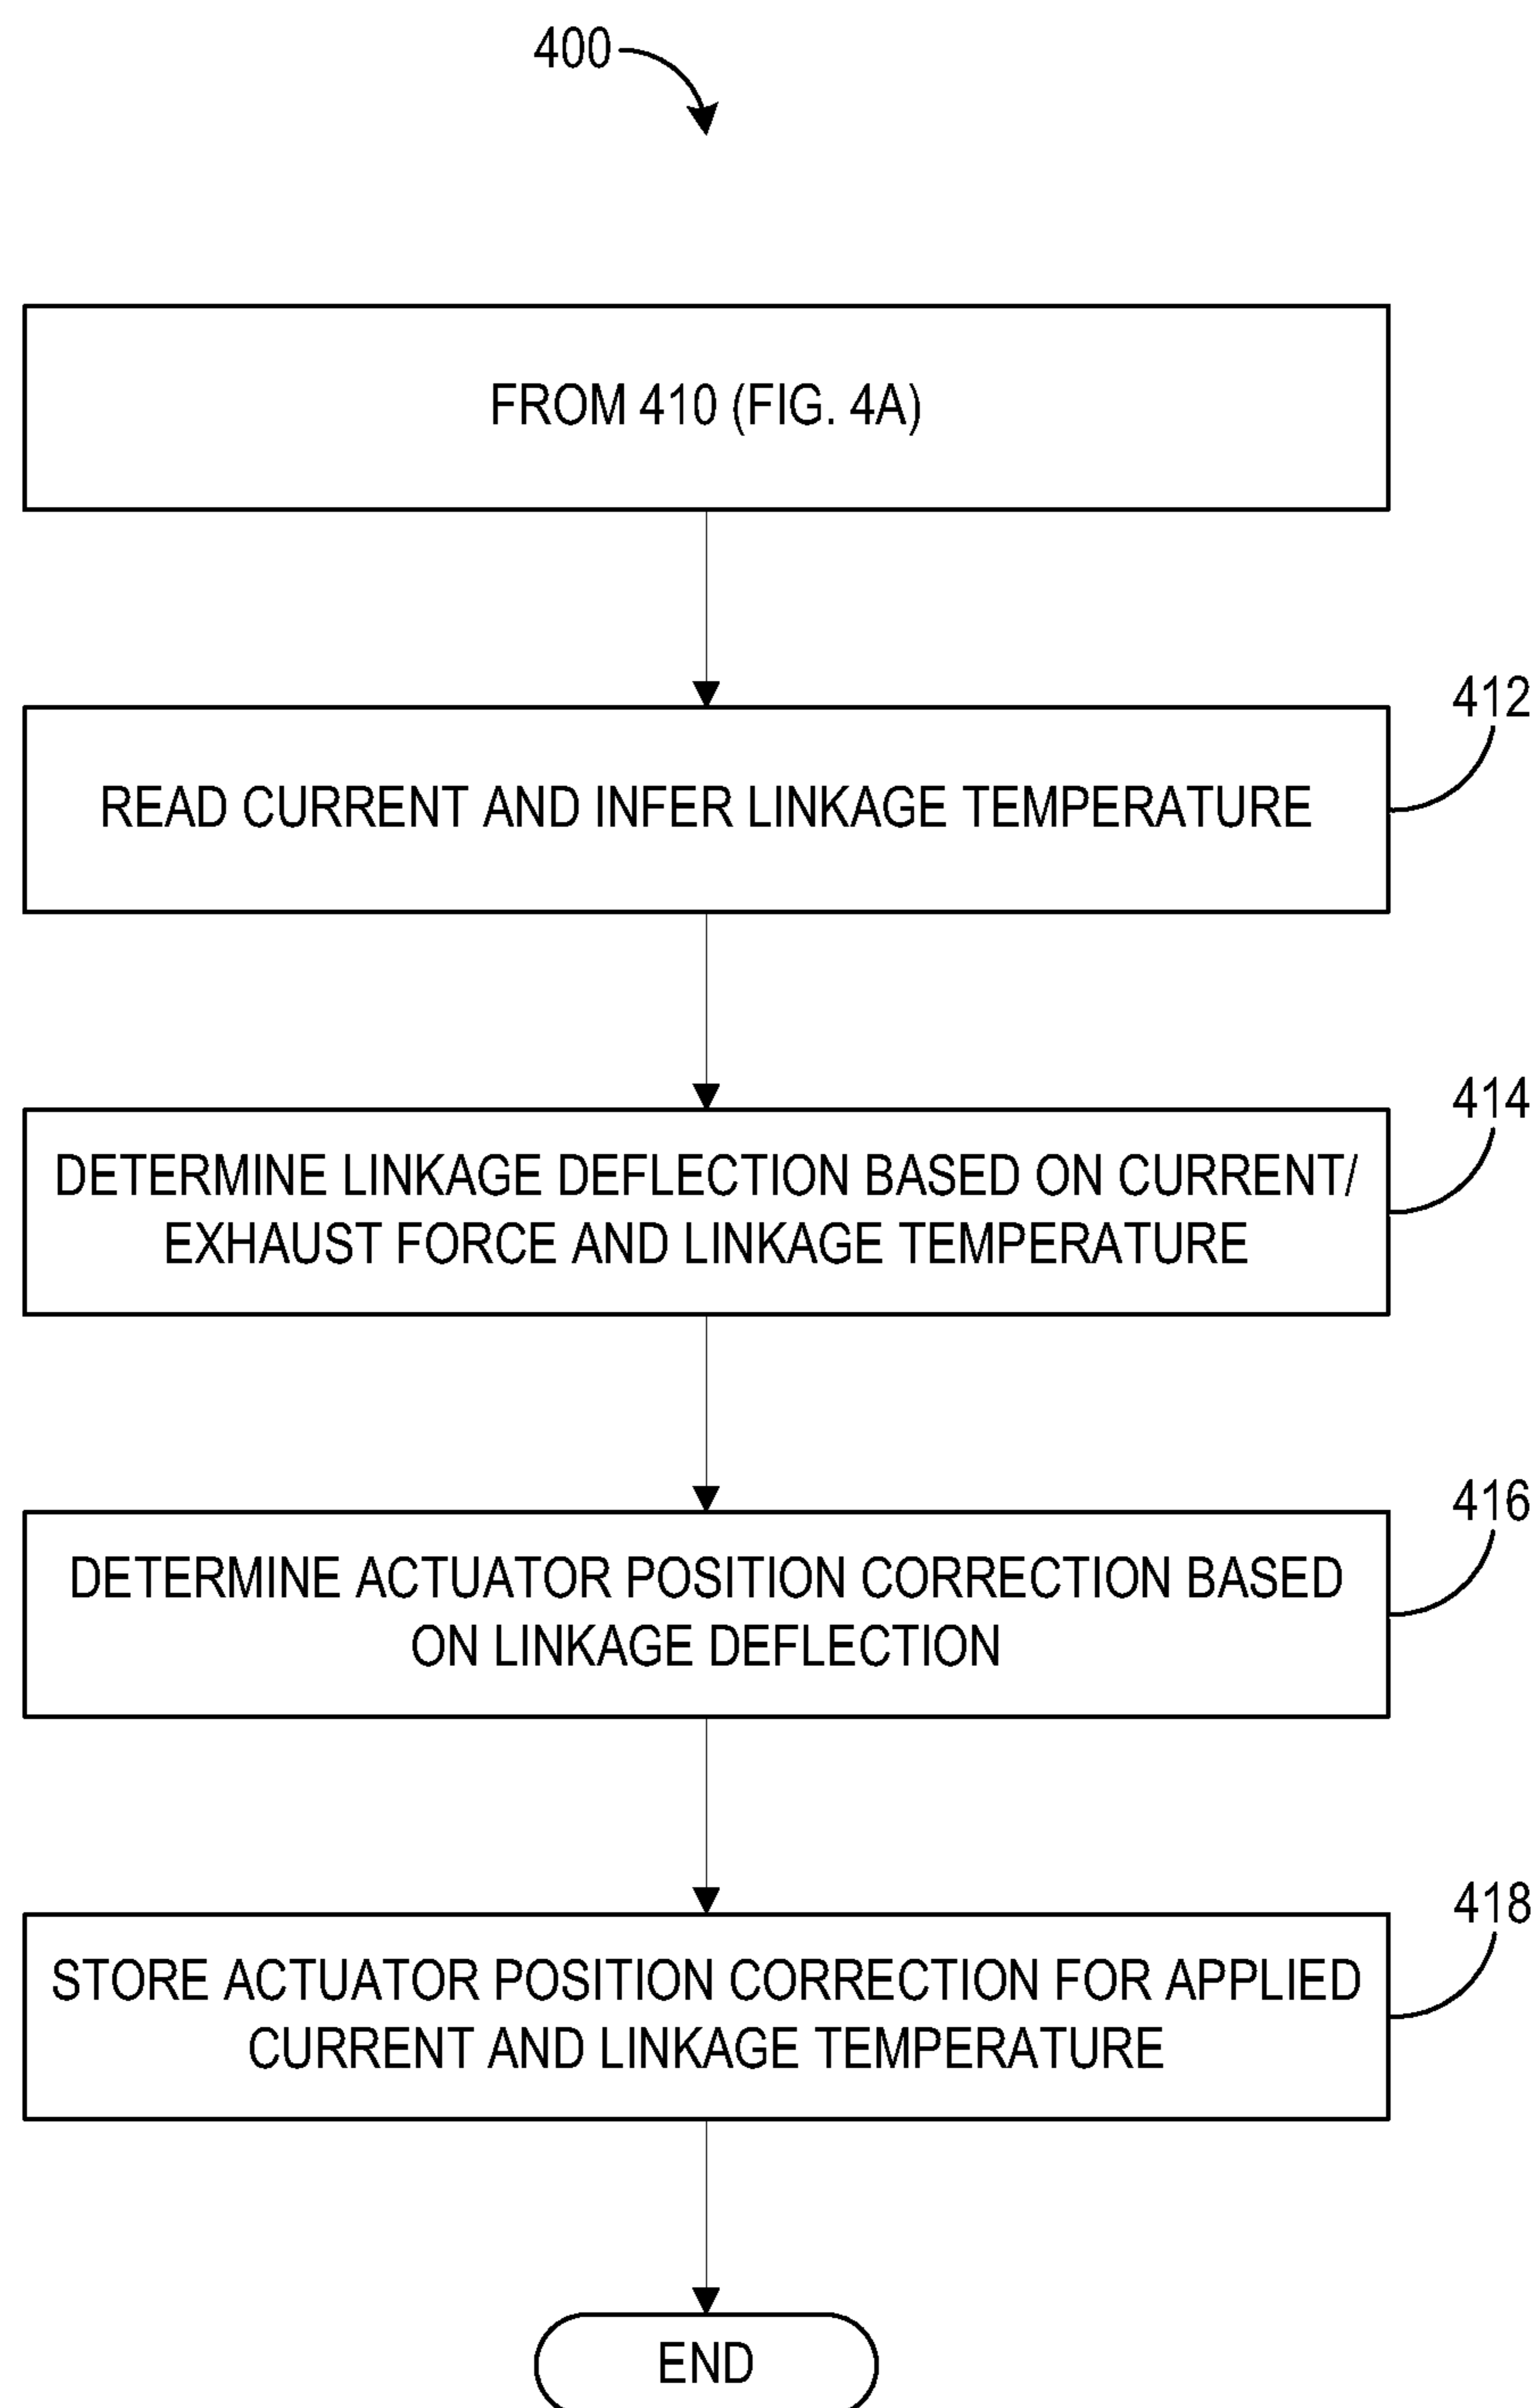 400
FROM 410 (FIG. 4A)
412
READ CURRENT AND INFER LINKAGE TEMPERATURE
414
DETERMINE LINKAGE DEFLECTION BASED ON CURRENT/
EXHAUST FORCE AND LINKAGE TEMPERATURE
416
DETERMINE ACTUATOR POSITION CORRECTION BASED
ON LINKAGE DEFLECTION
418
STORE ACTUATOR POSITION CORRECTION FOR APPLIED
CURRENT AND LINKAGE TEMPERATURE
END